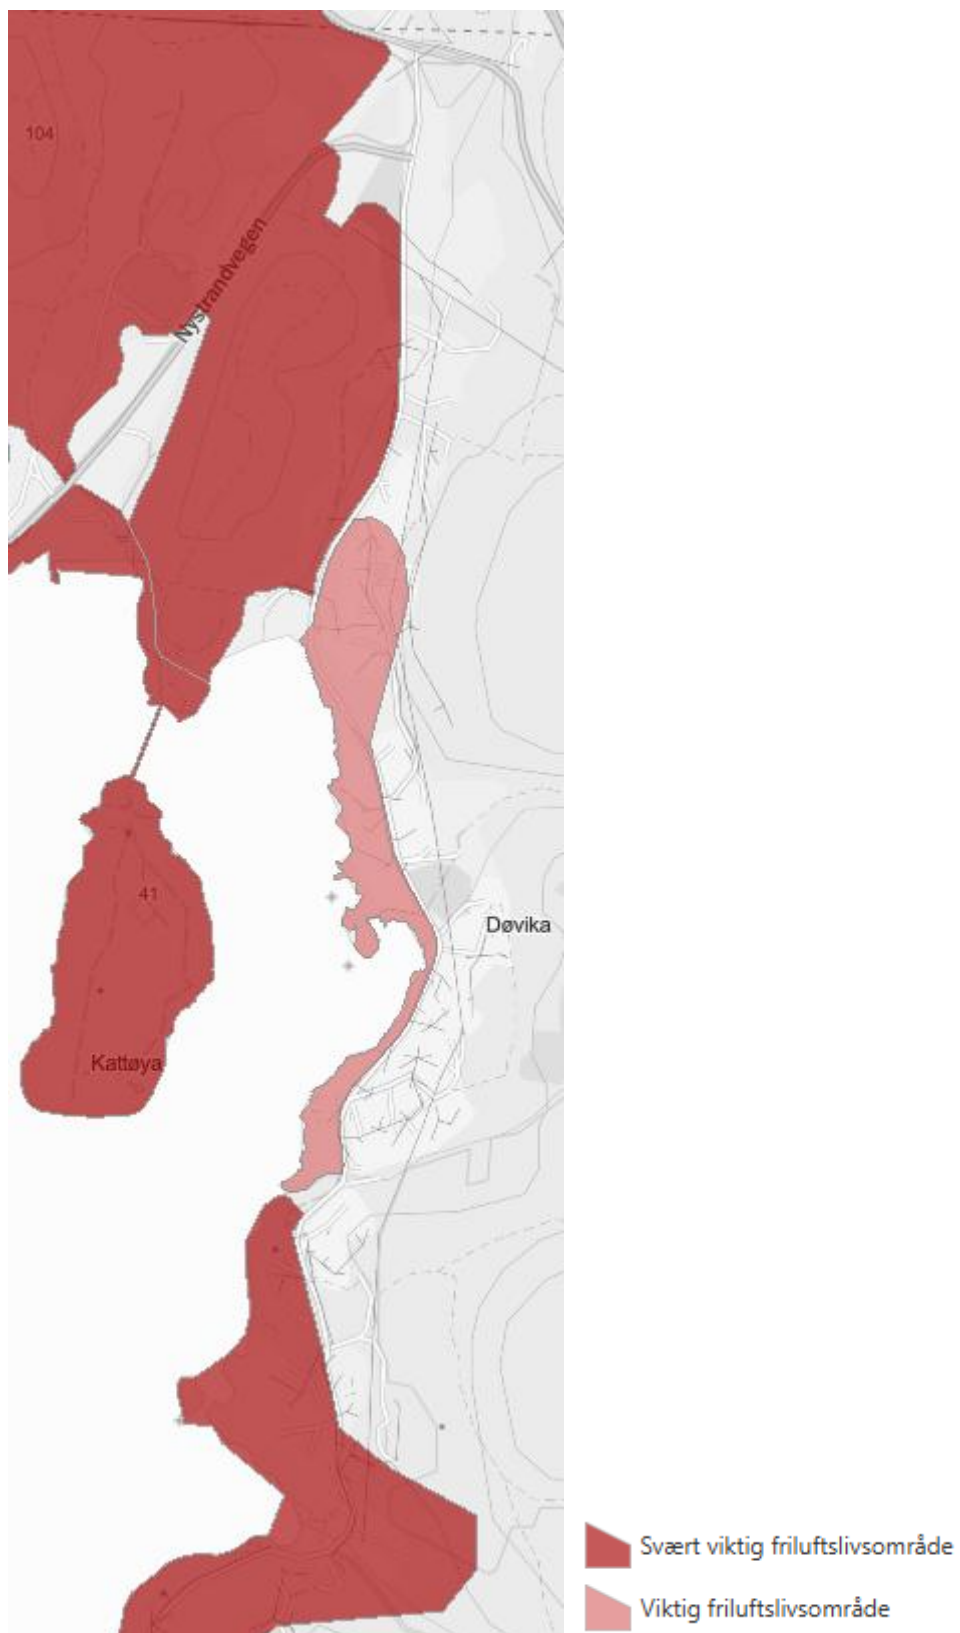 104
Nystrandvegen
41
Døvika
Kattøya
Svært viktig friluftslivsområde
Viktig friluftslivsområde